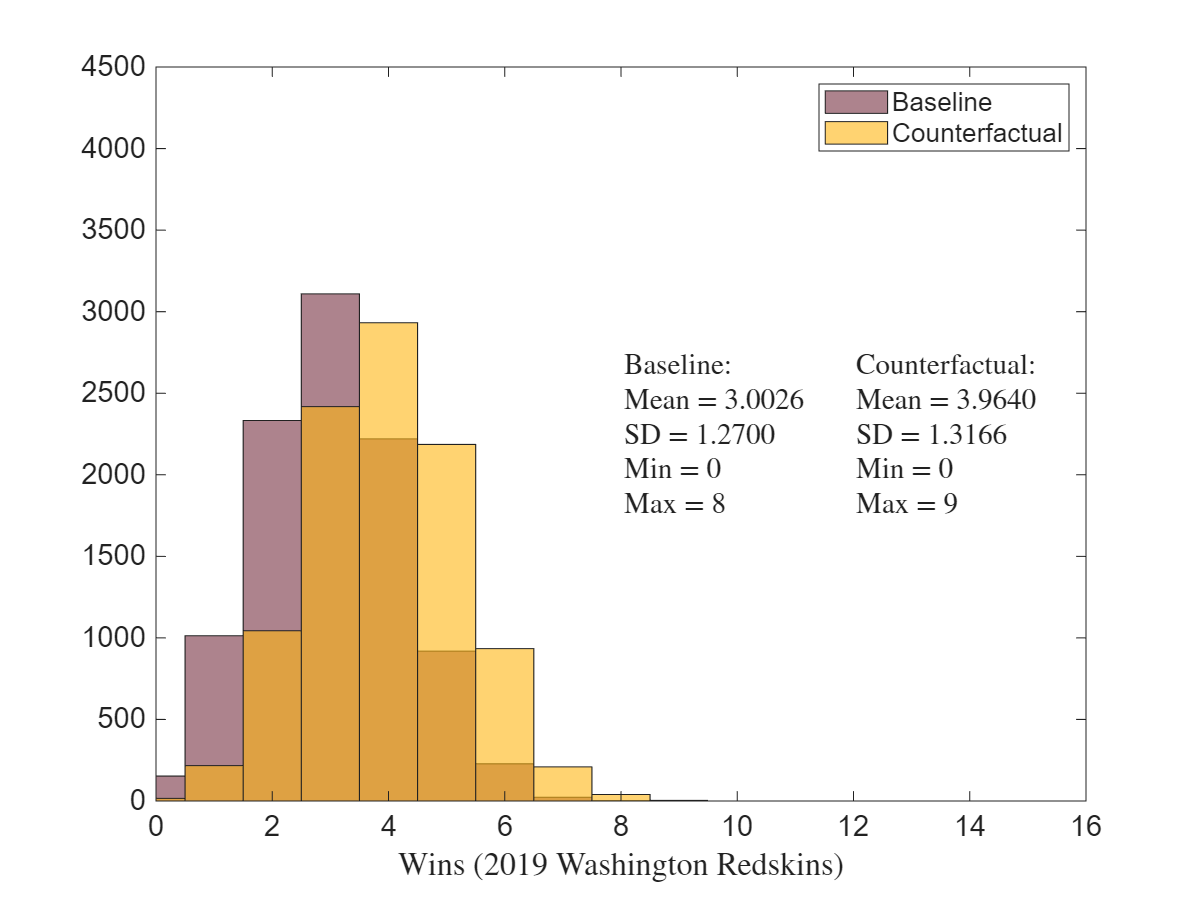 4500
4000
3500
3000
2500
2000
1500
1000
500
0
Baseline
Counterfactual
Baseline:
Mean = 3.0026
SD = 1.2700
Min = 0
Max = 8
Counterfactual:
Mean = 3.9640
SD = 1.3166
Min = 0
Max = 9
0 2 4 6 8 10 12 14 16
Wins (2019 Washington Redskins)